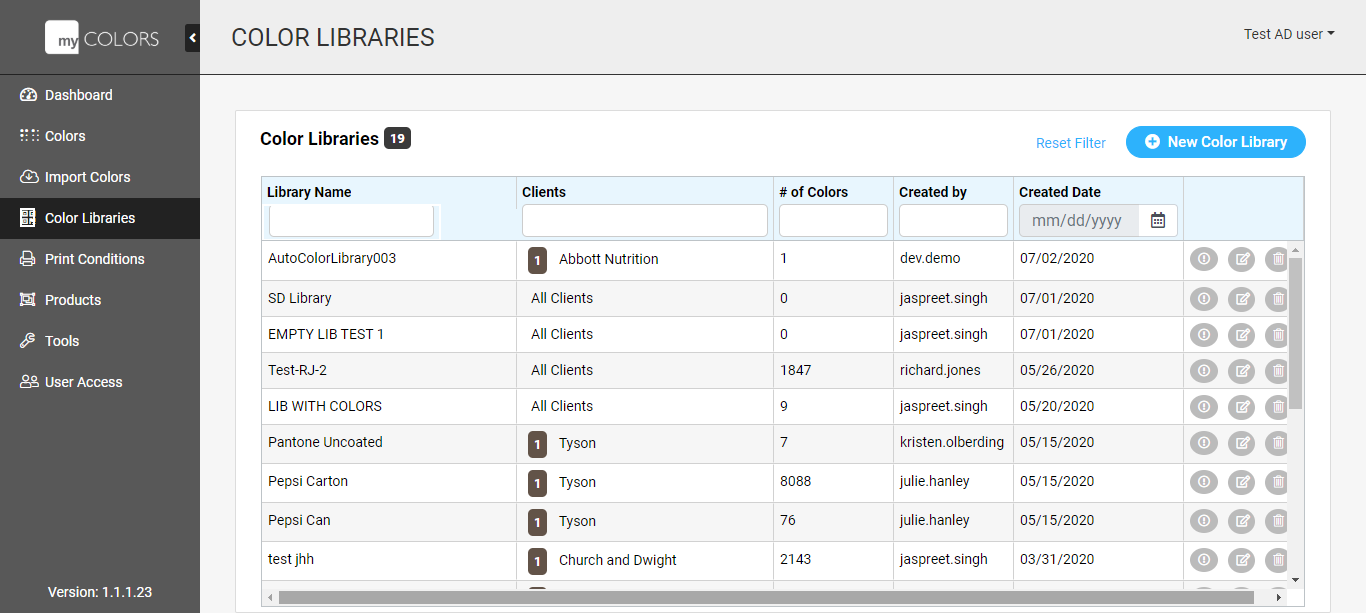 my COLORS
COLOR LIBRARIES
Test AD user
Dashboard
Colors
Import Colors
Color Libraries
Print Conditions
Products
Tools
User Access
Version: 1.1.1.23
Color Libraries 19
Reset Filter
New Color Library
Library Name Clients # of Colors Created by Created Date
mm/dd/yyyy
AutoColorLibrary003 1 Abbott Nutrition 1 dev.demo 07/02/2020
SD Library All Clients 0 jaspreet.singh 07/01/2020
EMPTY LIB TEST 1 All Clients 0 jaspreet.singh 07/01/2020
Test-RJ-2 All Clients 1847 richard.jones 05/26/2020
LIB WITH COLORS All Clients 9 jaspreet.singh 05/20/2020
Pantone Uncoated 1 Tyson 7 kristen.olberding 05/15/2020
Pepsi Carton 1 Tyson 8088 julie.hanley 05/15/2020
Pepsi Can 1 Tyson 76 julie.hanley 05/15/2020
test jhh 1 Church and Dwight 2143 jaspreet.singh 03/31/2020